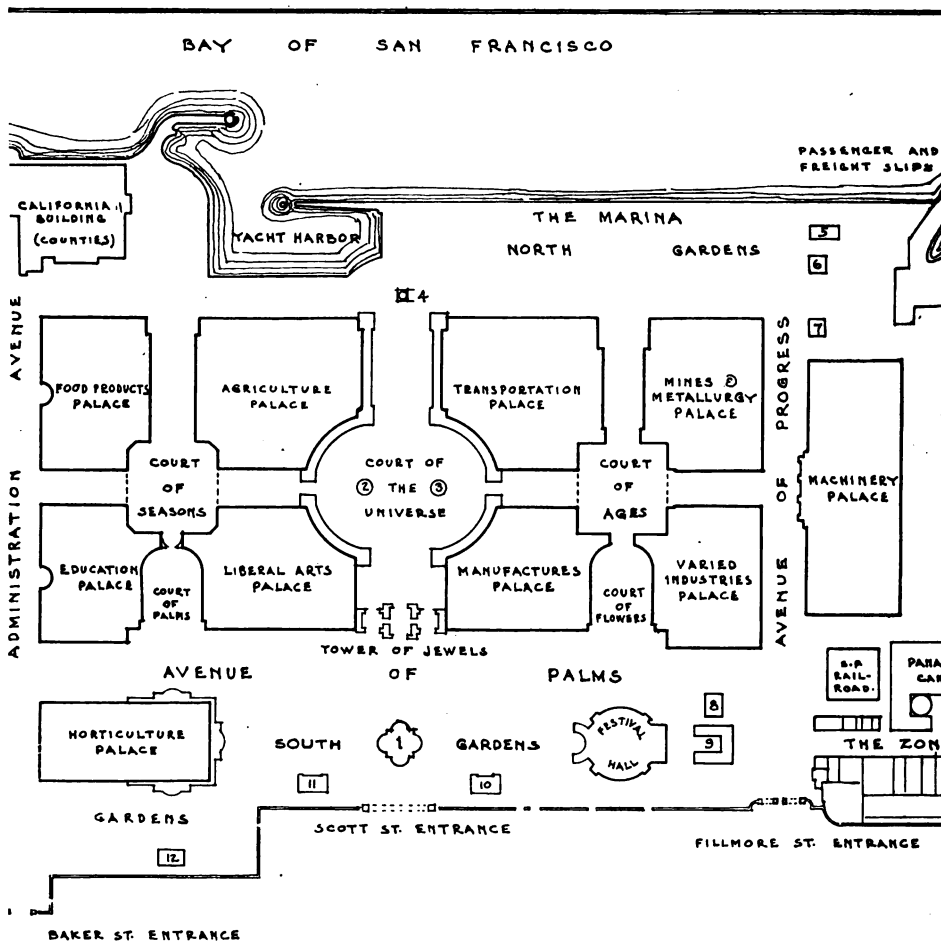 BAY OF SAN FRANCISCO
PASSENGER AND
FREIGHT SLIPS
CALIFORNIA
BUILDING
(COUNTIES)
YACHT HARBOR
THE MARINA
NORTH GARDENS
5
6
4
7
ADMINISTRATION AVENUE
FOOD PRODUCTS
PALACE
AGRICULTURE
PALACE
TRANSPORTATION
PALACE
MINES &
METALLURGY
PALACE
AVENUE OF PROGRESS
COURT
OF
SEASONS
COURT OF
2 THE 3
UNIVERSE
COURT
OF
AGES
MACHINERY
PALACE
EDUCATION
PALACE
COURT
OF
PALMS
LIBERAL ARTS
PALACE
MANUFACTURES
PALACE
COURT
OF
FLOWERS
VARIED
INDUSTRIES
PALACE
TOWER OF JEWELS
AVENUE OF PALMS
RAIL-
ROAD.
PANA
CA
8
HORTICULTURE
PALACE
SOUTH
1
GARDENS
FESTIVAL
HALL
9
THE ZON
11
10
GARDENS
SCOTT ST. ENTRANCE
FILLMORE ST. ENTRANCE
12
BAKER ST. ENTRANCE